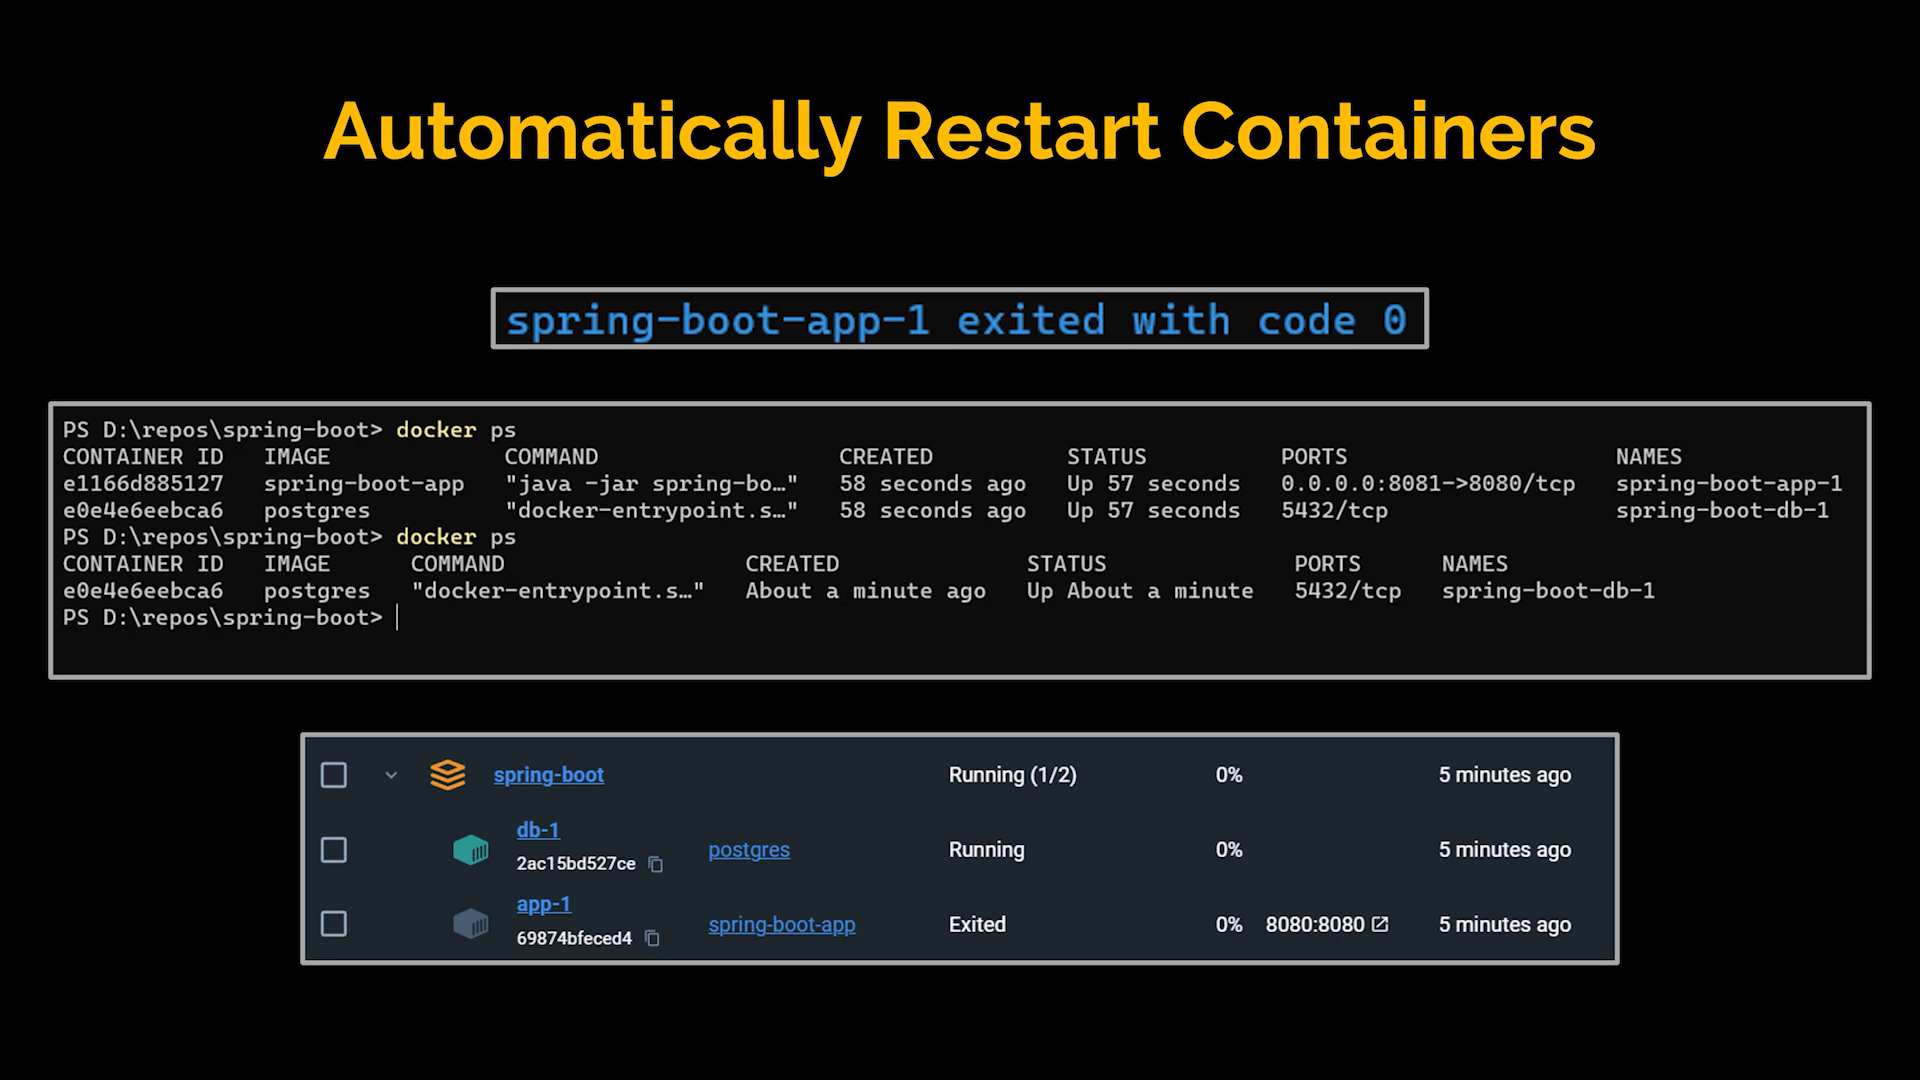 Automatically Restart Containers
spring-boot-app-1 exited with code 0
PS D:\repos\spring-boot> docker ps
CONTAINER ID IMAGE COMMAND CREATED STATUS PORTS NAMES
e1166d885127 spring-boot-app "java -jar spring-bo…" 58 seconds ago Up 57 seconds 0.0.0.0:8081->8080/tcp spring-boot-app-1
e0e4e6eebca6 postgres "docker-entrypoint.s…" 58 seconds ago Up 57 seconds 5432/tcp spring-boot-db-1
PS D:\repos\spring-boot> docker ps
CONTAINER ID IMAGE COMMAND CREATED STATUS PORTS NAMES
e0e4e6eebca6 postgres "docker-entrypoint.s…" About a minute ago Up About a minute 5432/tcp spring-boot-db-1
PS D:\repos\spring-boot>
spring-boot Running (1/2) 0% 5 minutes ago
db-1
2ac15bd527ce postgres Running 0% 5 minutes ago
app-1
69874bfeced4 spring-boot-app Exited 0% 8080:8080 5 minutes ago